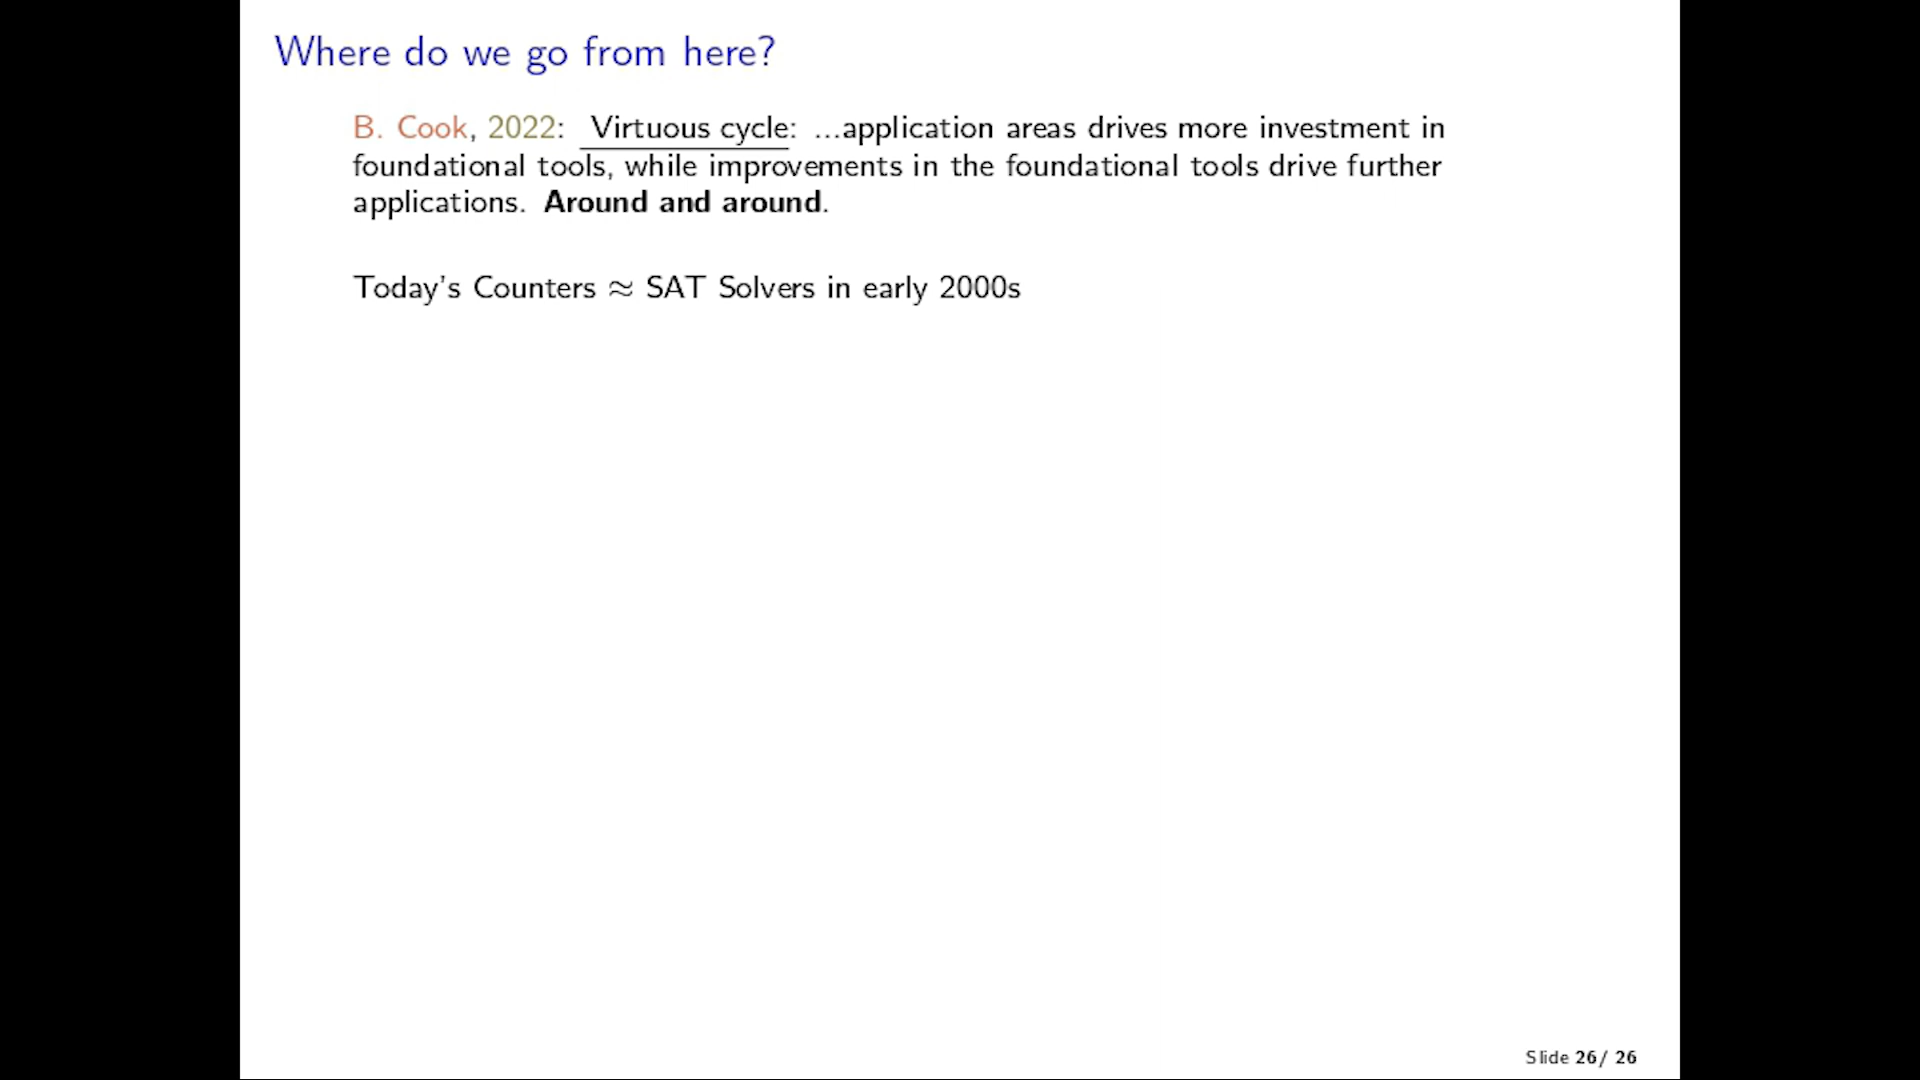 Where do we go from here?
B. Cook, 2022: Virtuous cycle: ...application areas drives more investment in
foundational tools, while improvements in the foundational tools drive further
applications. Around and around.
Today's Counters ≈ SAT Solvers in early 2000s
Slide 26/ 26